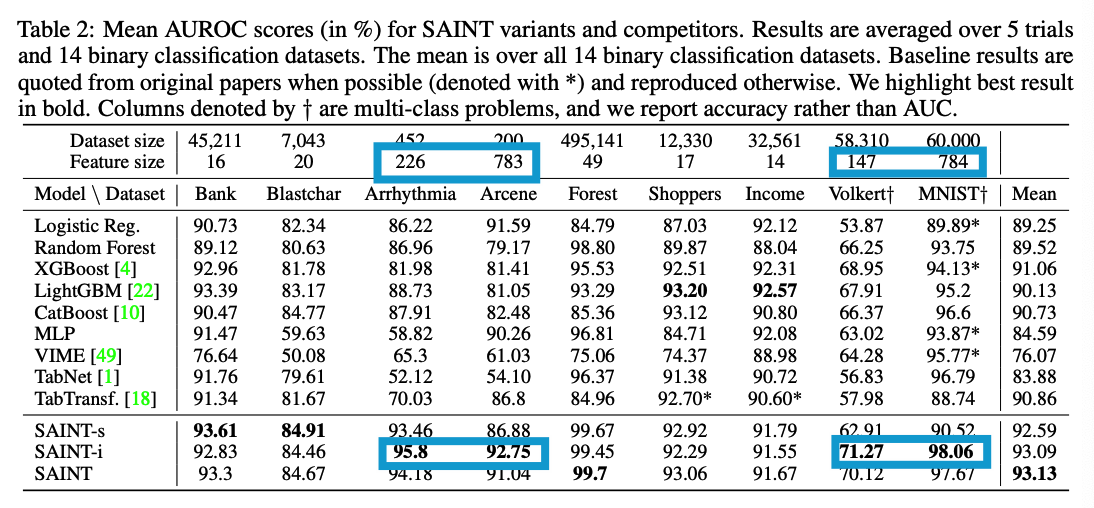 Table 2: Mean AUROC scores (in %) for SAINT variants and competitors. Results are averaged over 5 trials
and 14 binary classification datasets. The mean is over all 14 binary classification datasets. Baseline results are
quoted from original papers when possible (denoted with *) and reproduced otherwise. We highlight best result
in bold. Columns denoted by † are multi-class problems, and we report accuracy rather than AUC.
Dataset size 45,211 7,043 452 200 495,141 12,330 32,561 58,310 60,000
Feature size 16 20 226 783 49 17 14 147 784
Model \ Dataset Bank Blastchar Arrhythmia Arcene Forest Shoppers Income Volkert† MNIST† Mean
Logistic Reg. 90.73 82.34 86.22 91.59 84.79 87.03 92.12 53.87 89.89* 89.25
Random Forest 89.12 80.63 86.96 79.17 98.80 89.87 88.04 66.25 93.75 89.52
XGBoost [4] 92.96 81.78 81.98 81.41 95.53 92.51 92.31 68.95 94.13* 91.06
LightGBM [22] 93.39 83.17 88.73 81.05 93.29 93.20 92.57 67.91 95.2 90.13
CatBoost [10] 90.47 84.77 87.91 82.48 85.36 93.12 90.80 66.37 96.6 90.73
MLP 91.47 59.63 58.82 90.26 96.81 84.71 92.08 63.02 93.87* 84.59
VIME [49] 76.64 50.08 65.3 61.03 75.06 74.37 88.98 64.28 95.77* 76.07
TabNet [1] 91.76 79.61 52.12 54.10 96.37 91.38 90.72 56.83 96.79 83.88
TabTransf. [18] 91.34 81.67 70.03 86.8 84.96 92.70* 90.60* 57.98 88.74 90.86
SAINT-s 93.61 84.91 93.46 86.88 99.67 92.92 91.79 62.91 90.52 92.59
SAINT-i 92.83 84.46 95.8 92.75 99.45 92.29 91.55 71.27 98.06 93.09
SAINT 93.3 84.67 94.18 91.04 99.7 93.06 91.67 70.12 97.67 93.13